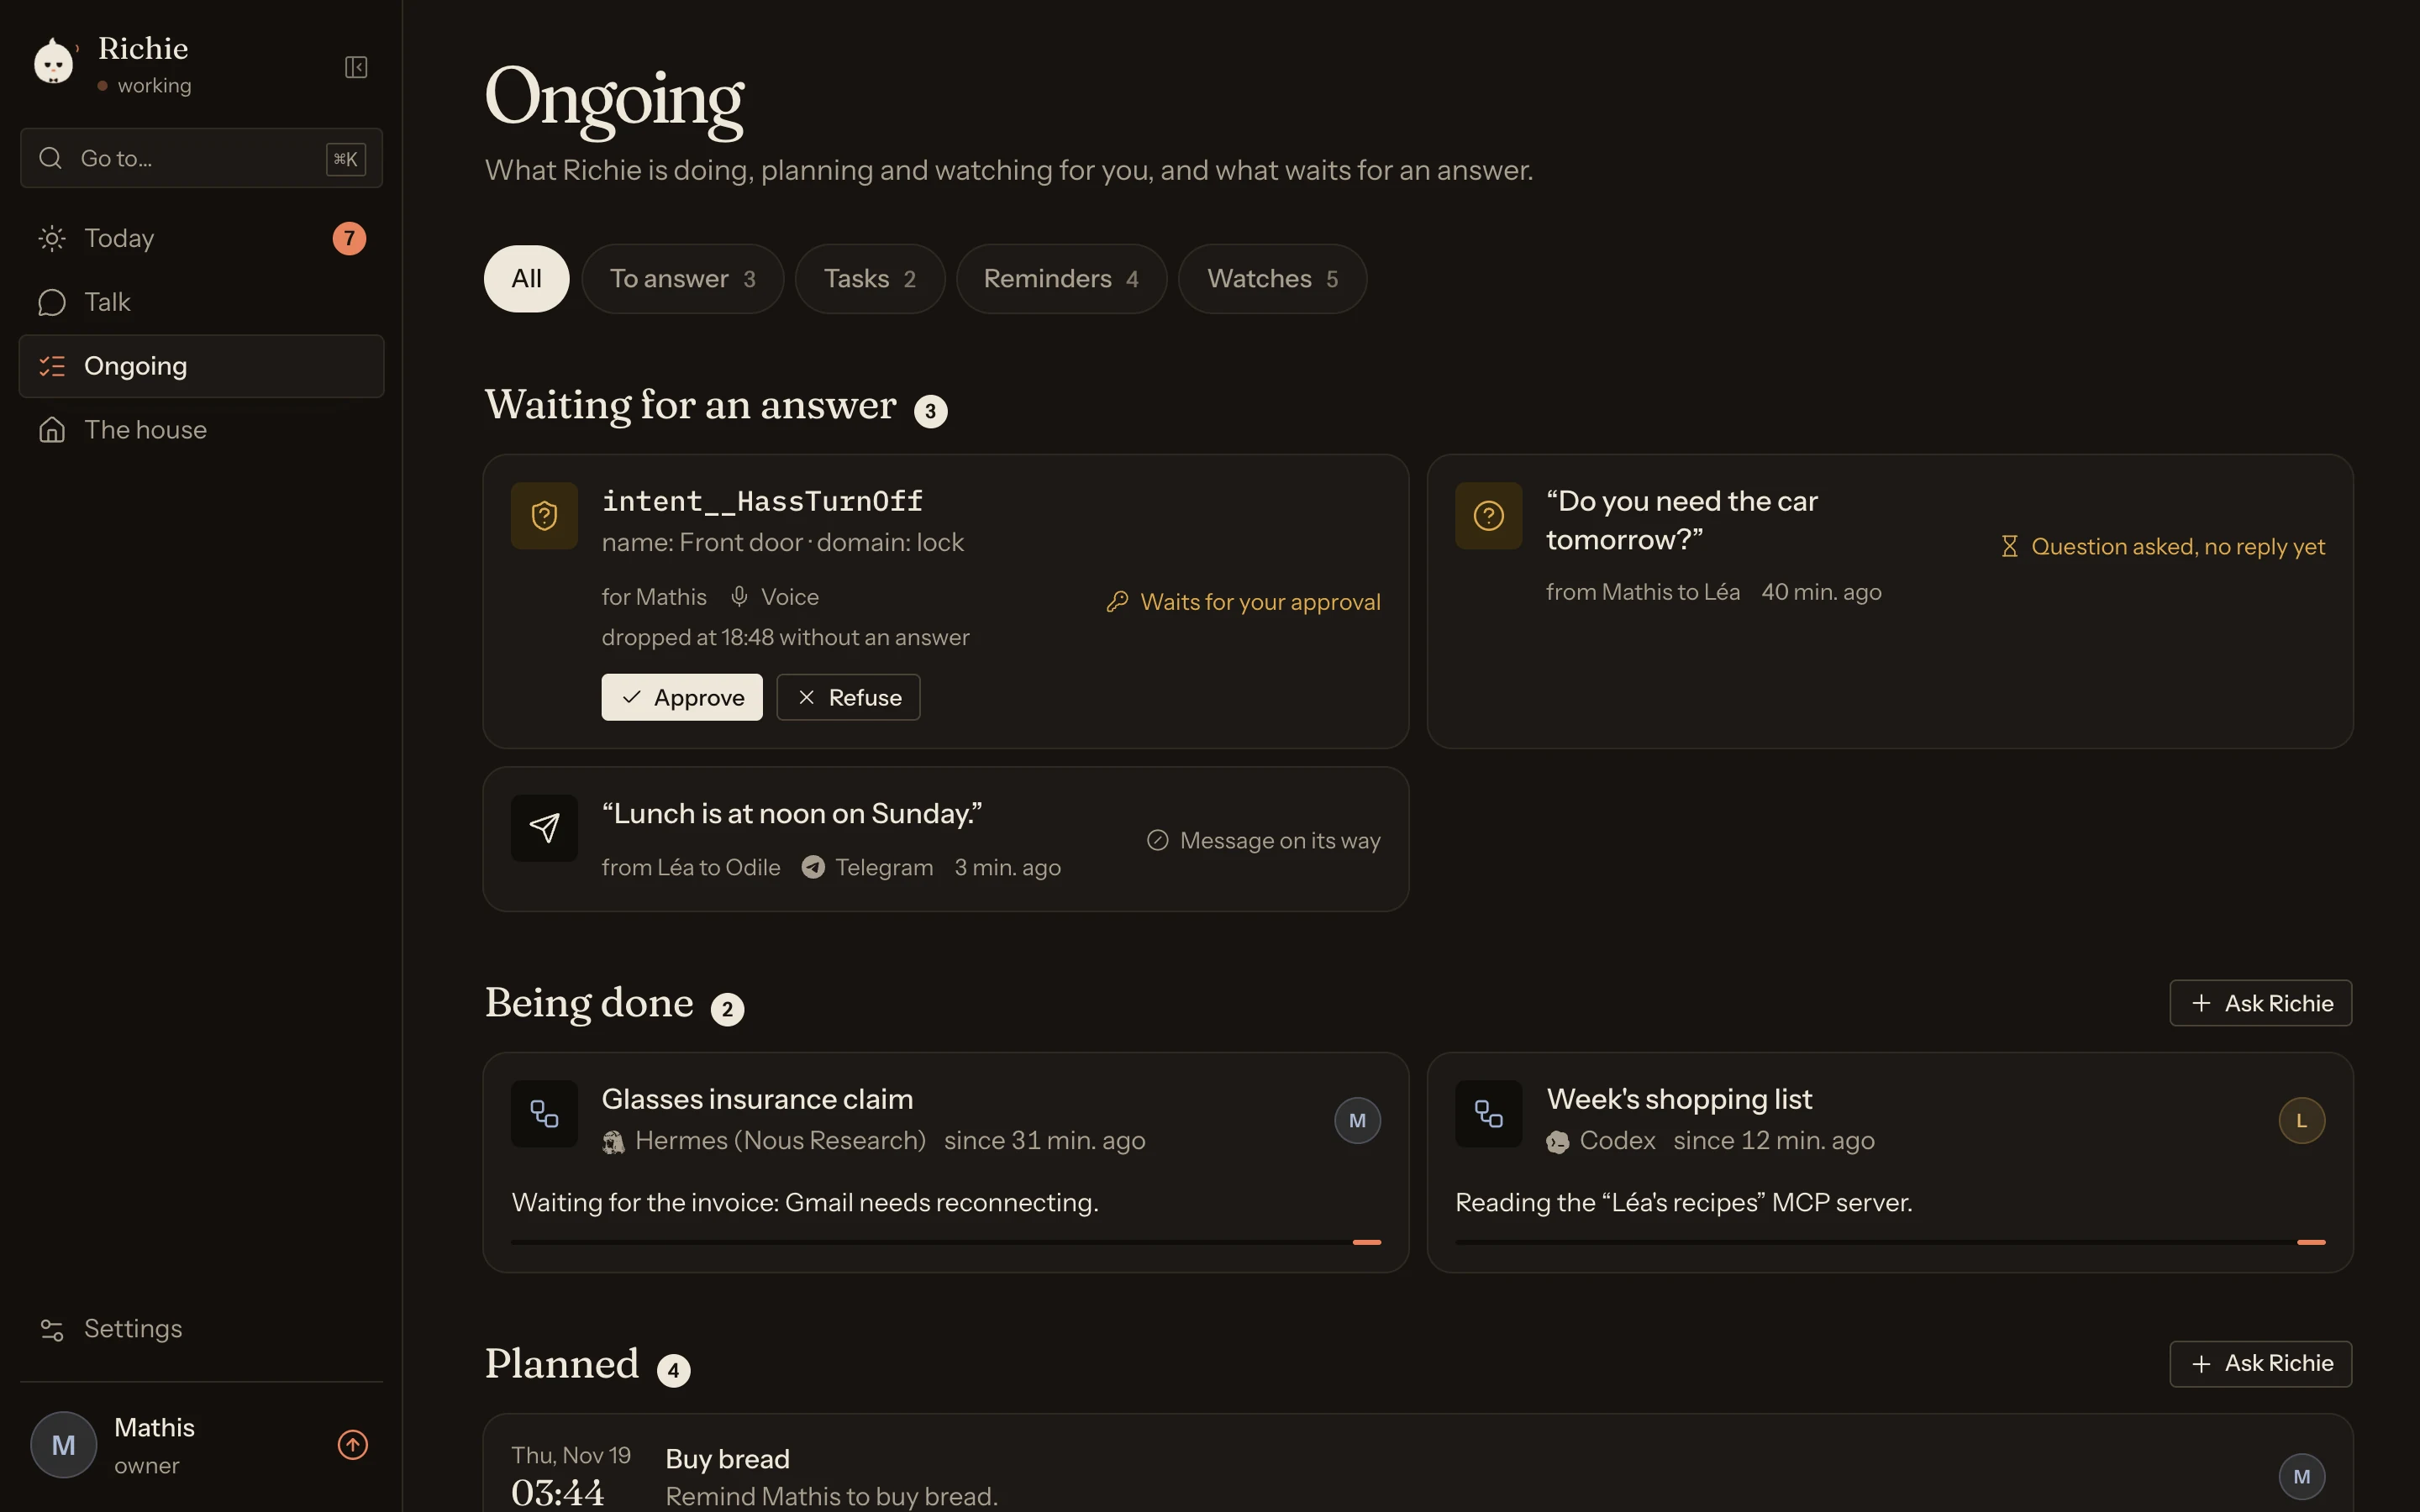 Richie
working
Go to...
⌘K
Today
7
Talk
Ongoing
The house
Settings
M
Mathis
owner
Ongoing
What Richie is doing, planning and watching for you, and what waits for an answer.
All
To answer 3
Tasks 2
Reminders 4
Watches 5
Waiting for an answer 3
intent__HassTurnOff
name: Front door · domain: lock
for Mathis Voice
dropped at 18:48 without an answer
Waits for your approval
Approve
Refuse
“Do you need the car
tomorrow?”
from Mathis to Léa 40 min. ago
Question asked, no reply yet
“Lunch is at noon on Sunday.”
from Léa to Odile Telegram 3 min. ago
Message on its way
Being done 2
Ask Richie
Glasses insurance claim
Hermes (Nous Research) since 31 min. ago
M
Waiting for the invoice: Gmail needs reconnecting.
Week's shopping list
Codex since 12 min. ago
L
Reading the “Léa's recipes” MCP server.
Planned 4
Ask Richie
Thu, Nov 19
03:44
Buy bread
Remind Mathis to buy bread.
M